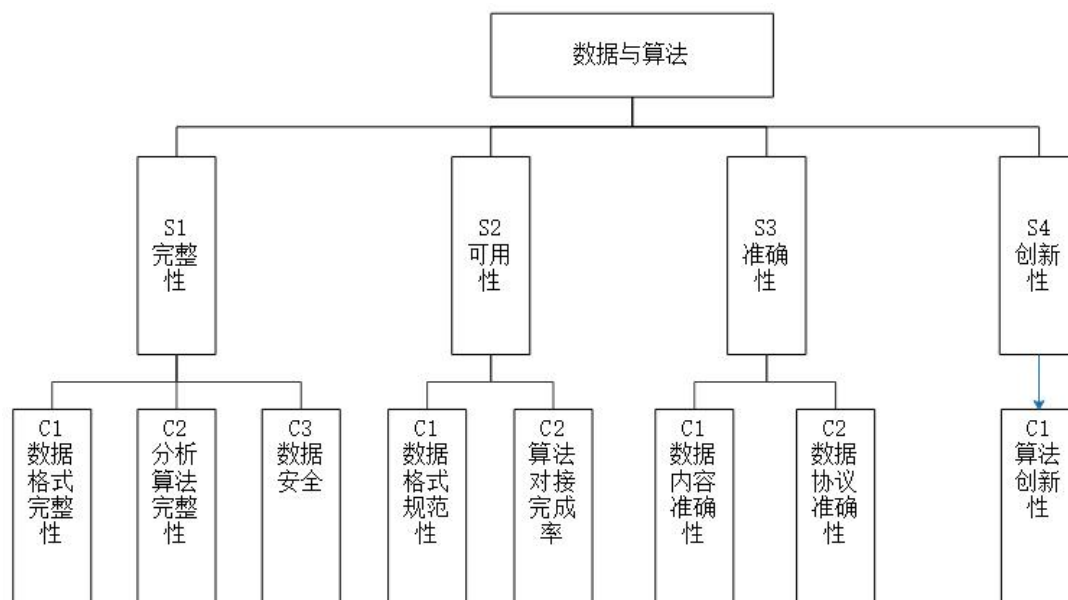 数据与算法
S1
完整
性
S2
可用
性
S3
准确
性
S4
创新
性
C1
数据
格式
完整
性
C2
分析
算法
完整
性
C3
数据
安全
C1
数据
格式
规范
性
C2
算法
对接
完成
率
C1
数据
内容
准确
性
C2
数据
协议
准确
性
C1
算法
创新
性